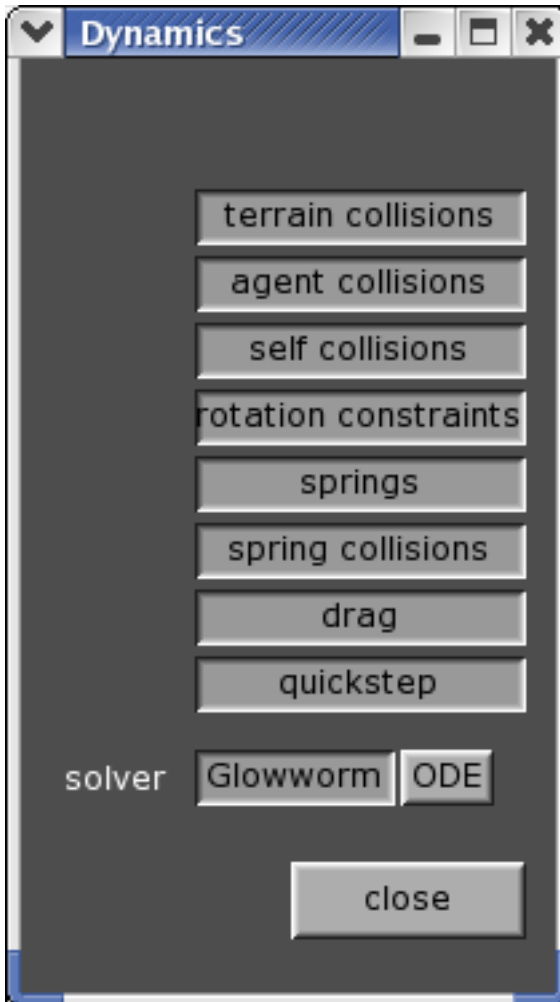 Dynamics
terrain collisions
agent collisions
self collisions
rotation constraints
springs
spring collisions
drag
quickstep
solver Glowworm ODE
close